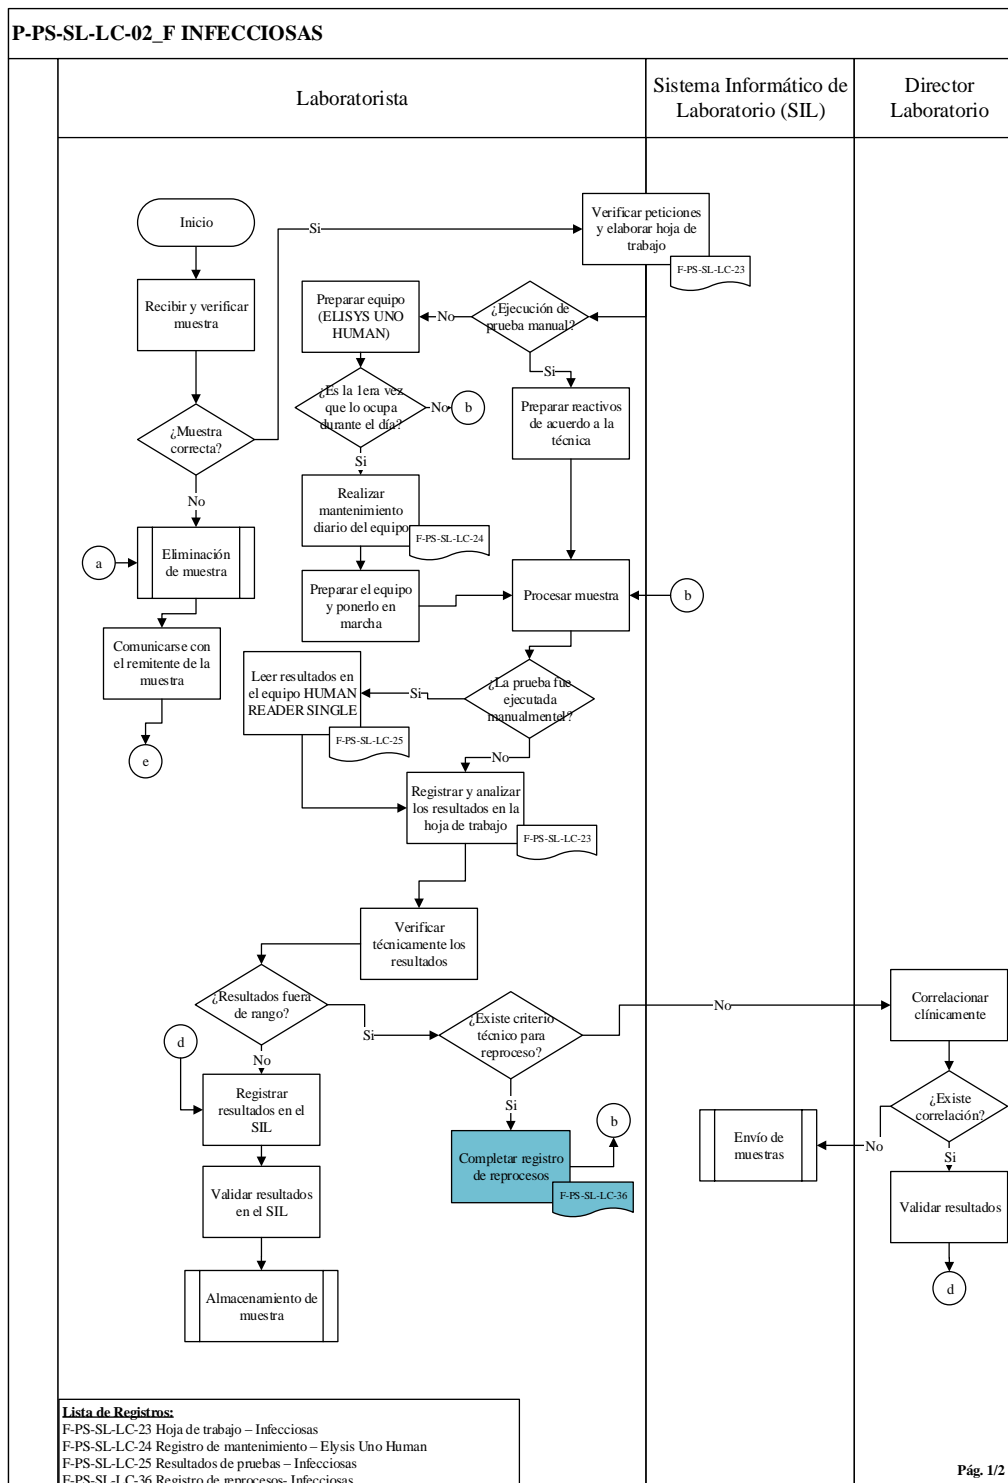 P-PS-SL-LC-02_F INFECCIOSAS
Laboratorista
Sistema Informático de
Laboratorio (SIL)
Director
Laboratorio
Inicio
Si
Verificar peticiones
y elaborar hoja de
trabajo
F-PS-SL-LC-23
Recibir y verificar
muestra
Preparar equipo
(ELISYS UNO
HUMAN)
No
¿Ejecución de
prueba manual?
Si
¿Es la 1era vez
que lo ocupa
durante el día?
No
b
Preparar reactivos
de acuerdo a la
técnica
¿Muestra
correcta?
Si
No
Realizar
mantenimiento
diario del equipo
F-PS-SL-LC-24
a
Eliminación
de muestra
Preparar el equipo
y ponerlo en
marcha
Procesar muestra
b
Comunicarse con
el remitente de la
muestra
Leer resultados en
el equipo HUMAN
READER SINGLE
F-PS-SL-LC-25
Si
¿La prueba fue
ejecutada
manualmentel?
e
No
Registrar y analizar
los resultados en la
hoja de trabajo
F-PS-SL-LC-23
Verificar
técnicamente los
resultados
¿Resultados fuera
de rango?
Si
¿Existe criterio
técnico para
reproceso?
No
Correlacionar
clínicamente
d
No
Registrar
resultados en el
SIL
Si
b
Completar registro
de reprocesos
F-PS-SL-LC-36
Envío de
muestras
No
¿Existe
correlación?
Si
Validar resultados
en el SIL
Validar resultados
d
Almacenamiento de
muestra
Lista de Registros:
F-PS-SL-LC-23 Hoja de trabajo – Infecciosas
F-PS-SL-LC-24 Registro de mantenimiento – Elysis Uno Human
F-PS-SL-LC-25 Resultados de pruebas – Infecciosas
F-PS-SL-LC-36 Registro de reprocesos- Infecciosas
Pág. 1/2